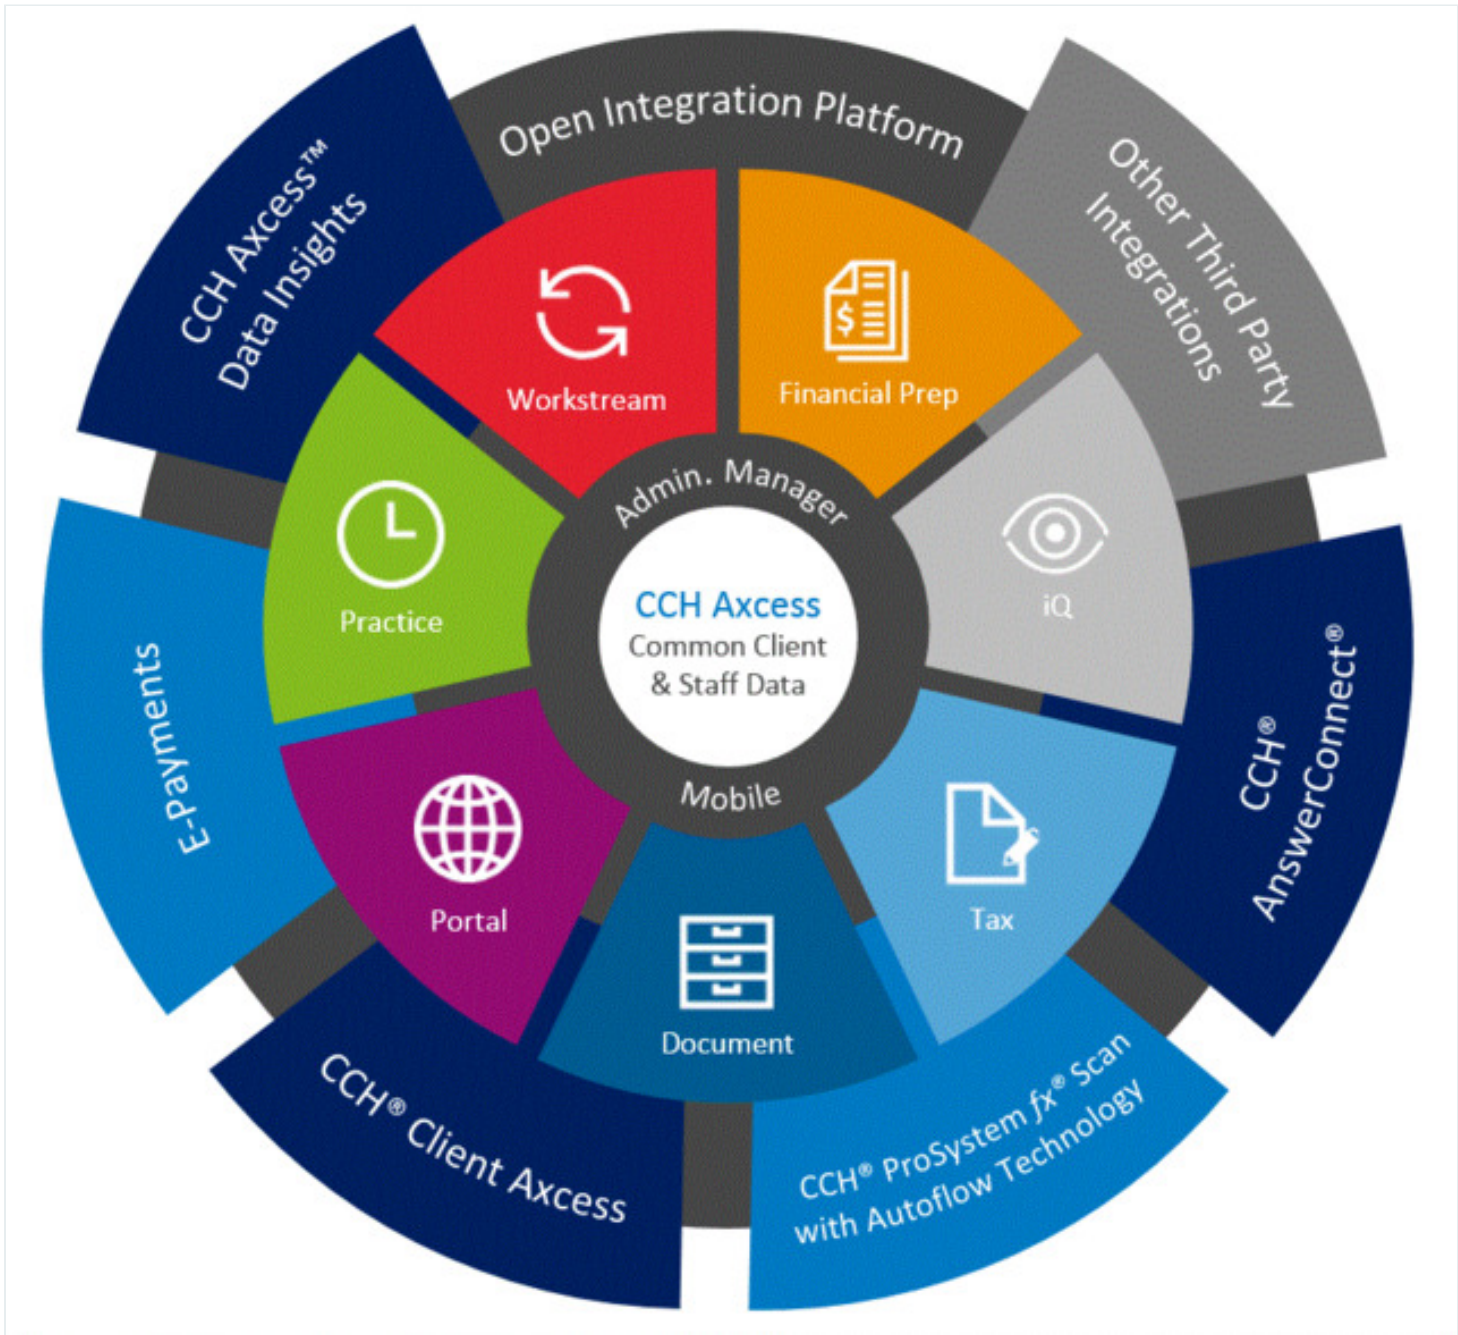 Open Integration Platform
CCH Axcess™
Data Insights
Other Third Party
Integrations
Workstream
Financial Prep
Practice
iQ
Admin. Manager
CCH Axcess
Common Client
& Staff Data
Mobile
E-Payments
CCH®
AnswerConnect®
Portal
Tax
Document
CCH® Client Axcess
CCH® ProSystem fx® Scan
with Autoflow Technology